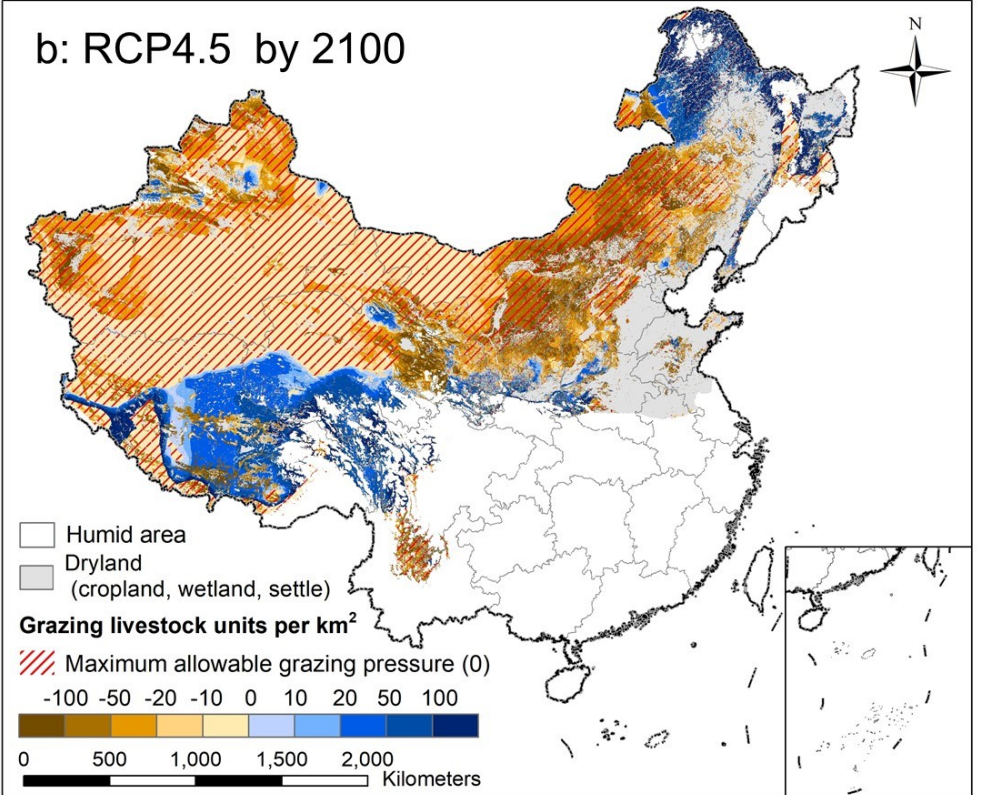 b: RCP4.5 by 2100
N
Humid area
Dryland
(cropland, wetland, settle)
Grazing livestock units per km²
Maximum allowable grazing pressure (0)
-100 -50 -20 -10 0 10 20 50 100
0 500 1,000 1,500 2,000
Kilometers